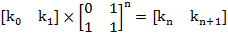 [k₀ k₁] × [0 1; 1 1]ⁿ = [kₙ kₙ₊₁]